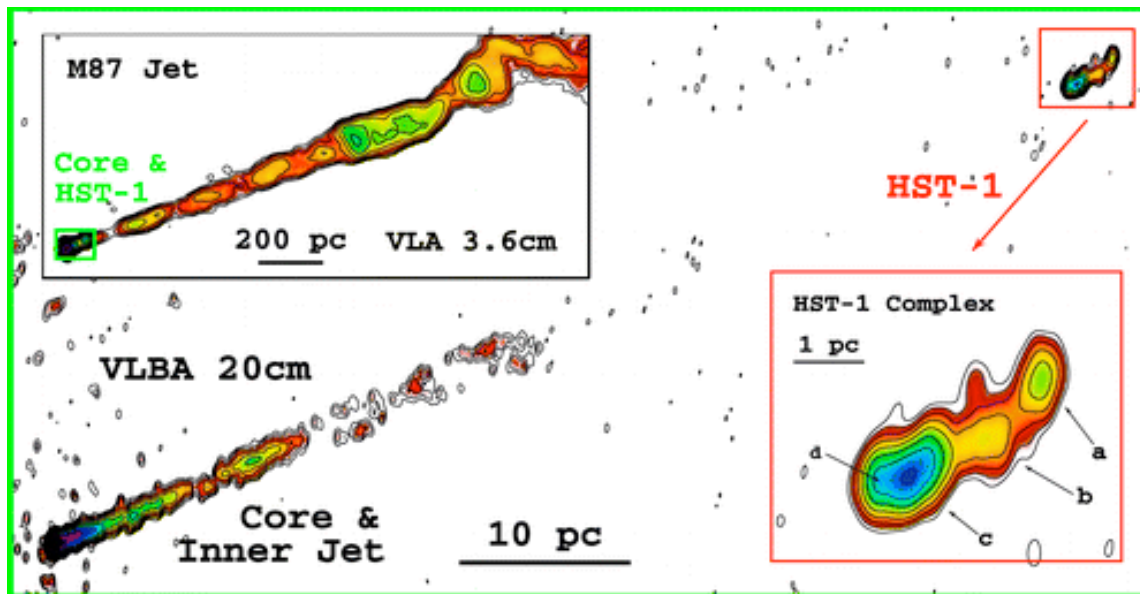 M87 Jet
Core &
HST-1
200 pc
VLA 3.6cm
HST-1
VLBA 20cm
Core &
Inner Jet
10 pc
HST-1 Complex
1 pc
a
b
c
d